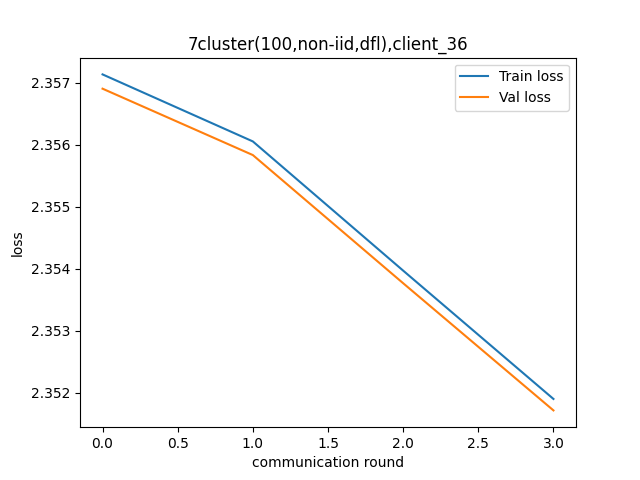 7cluster(100,non-iid,dfl),client_36
Train loss
Val loss
2.357
2.356
2.355
2.354
2.353
2.352
loss
0.0 0.5 1.0 1.5 2.0 2.5 3.0
communication round